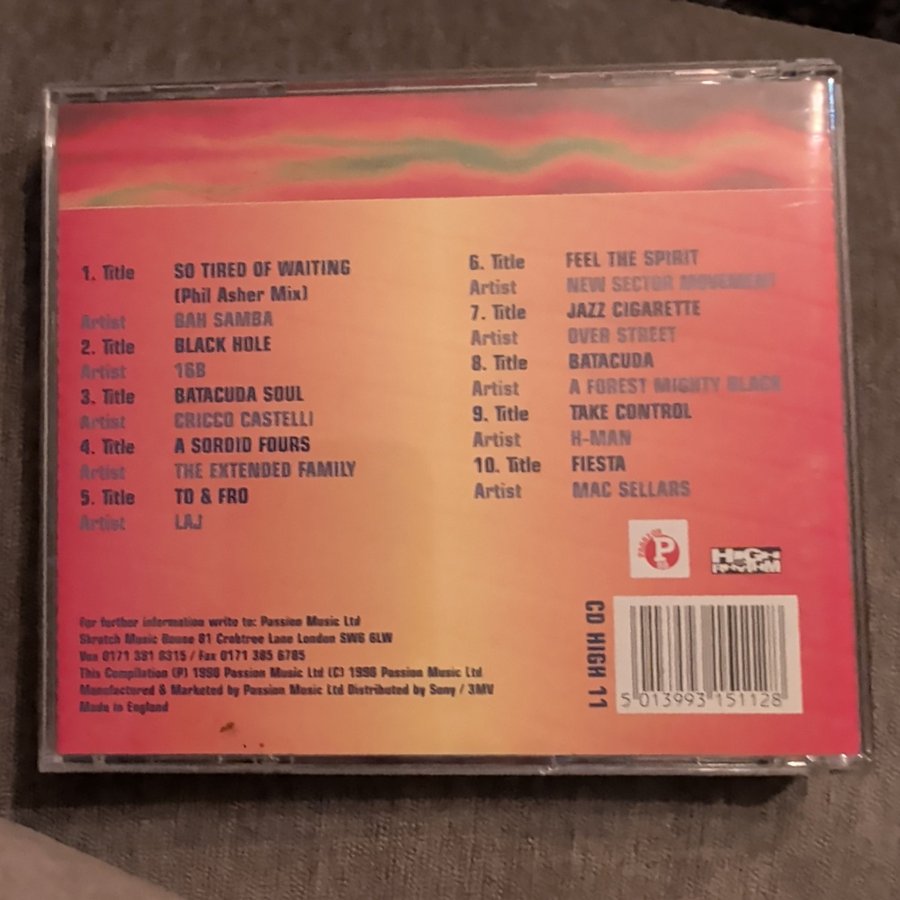 1. Title SO TIRED OF WAITING
(Phil Asher Mix)
Artist BAH SAMBA
2. Title BLACK HOLE
Artist 16B
3. Title BATACUDA SOUL
Artist CRICCO CASTELLI
4. Title A SORDID FOURS
Artist THE EXTENDED FAMILY
5. Title TO & FRO
Artist LAJ
6. Title FEEL THE SPIRIT
Artist NEW SECTOR MOVEMENT
7. Title JAZZ CIGARETTE
Artist OVER STREET
8. Title BATACUDA
Artist A FOREST MIGHTY BLACK
9. Title TAKE CONTROL
Artist H-MAN
10. Title FIESTA
Artist MAC SELLARS
P
HIGH
RHYTHM
For further information write to: Passion Music Ltd
Skratch Music House 81 Crabtree Lane London SW6 6LW
Vox 0171 381 8315 / Fax 0171 385 6785
This Compilation (P) 1998 Passion Music Ltd (C) 1998 Passion Music Ltd
Manufactured & Marketed by Passion Music Ltd Distributed by Sony / 3MV
Made in England
CD HIGH 11
5 013993 151128